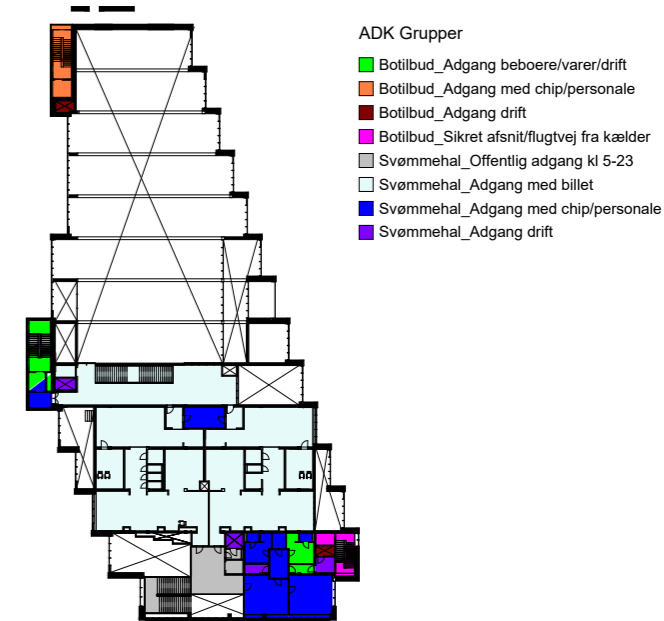 ADK Grupper
Botilbud_Adgang beboere/varer/drift
Botilbud_Adgang med chip/personale
Botilbud_Adgang drift
Botilbud_Sikret afsnit/flugtvej fra kælder
Svømmehal_Offentlig adgang kl 5-23
Svømmehal_Adgang med billet
Svømmehal_Adgang med chip/personale
Svømmehal_Adgang drift